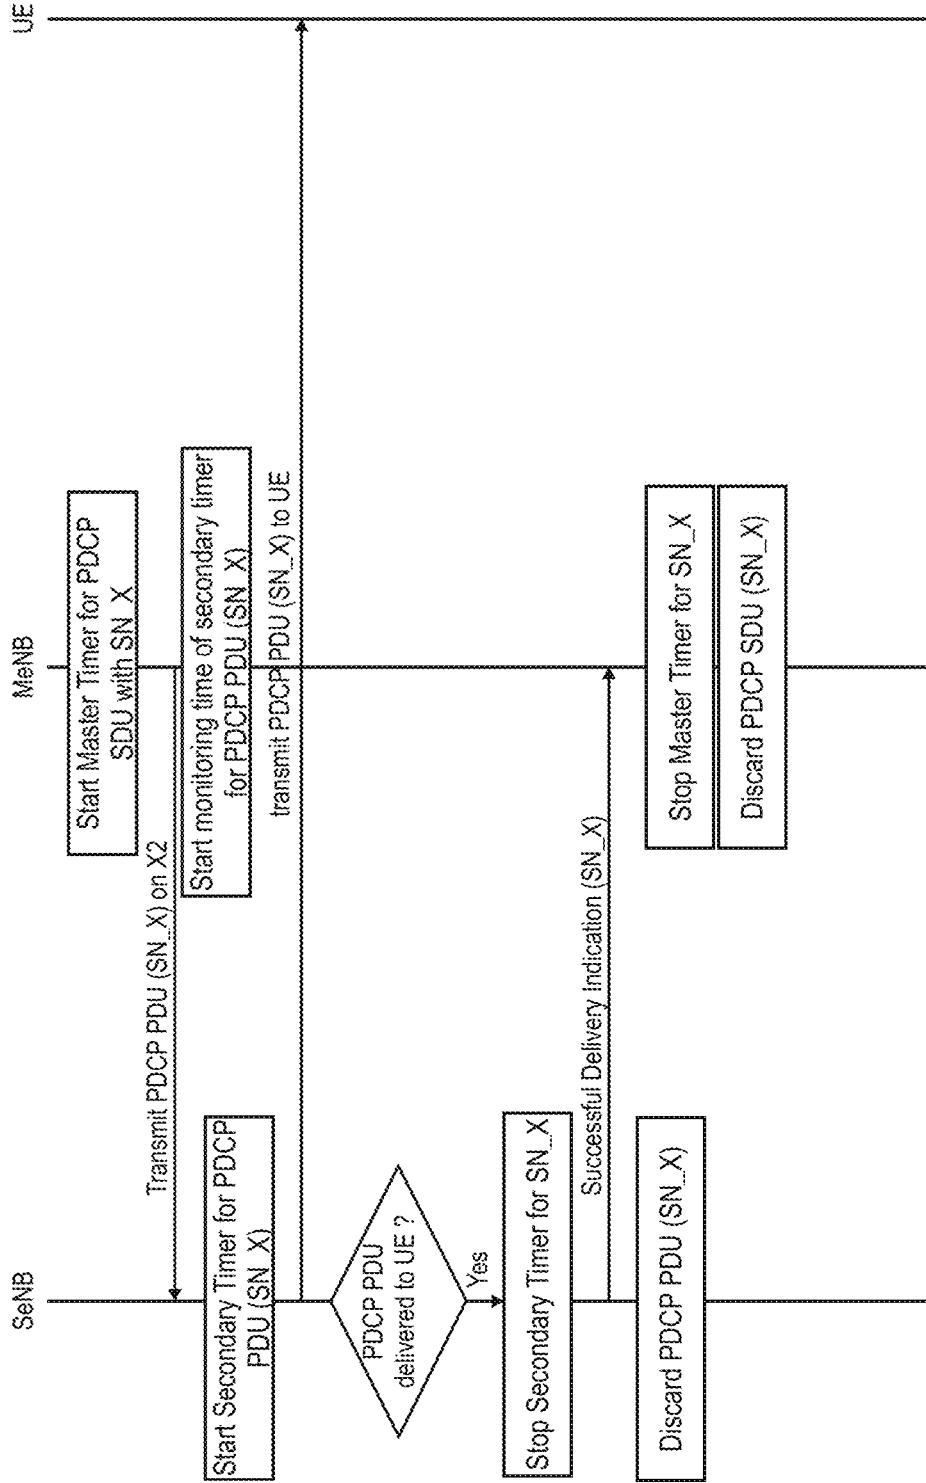 SeNB
MeNB
UE
Start Master Timer for PDCP
SDU with SN_X
Transmit PDCP PDU (SN_X) on X2
Start monitoring time of secondary timer
for PDCP PDU (SN_X)
Start Secondary Timer for PDCP
PDU (SN_X)
transmit PDCP PDU (SN_X) to UE
PDCP PDU
delivered to UE ?
Yes
Stop Secondary Timer for SN_X
Successful Delivery Indication (SN_X)
Discard PDCP PDU (SN_X)
Stop Master Timer for SN_X
Discard PDCP SDU (SN_X)